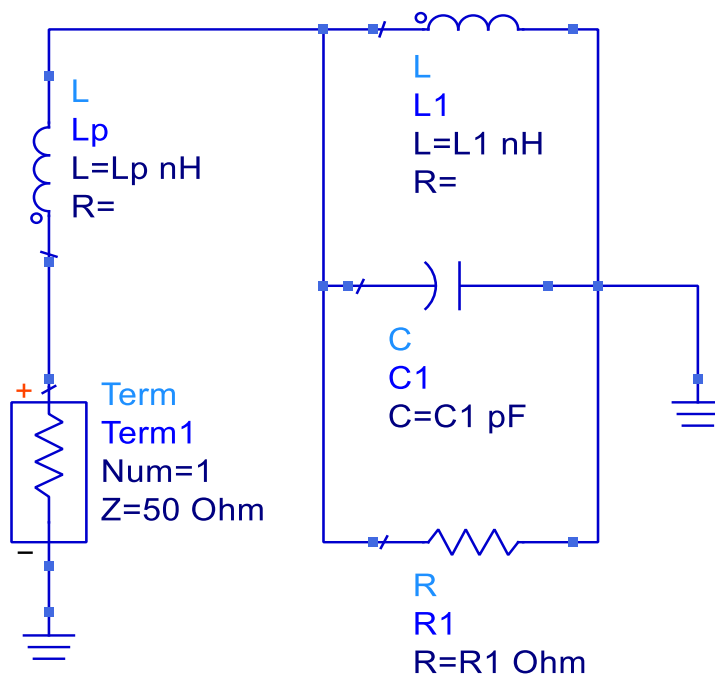 L
Lp
L=Lp nH
R=
L
L1
L=L1 nH
R=
C
C1
C=C1 pF
+
Term
Term1
Num=1
Z=50 Ohm
−
R
R1
R=R1 Ohm